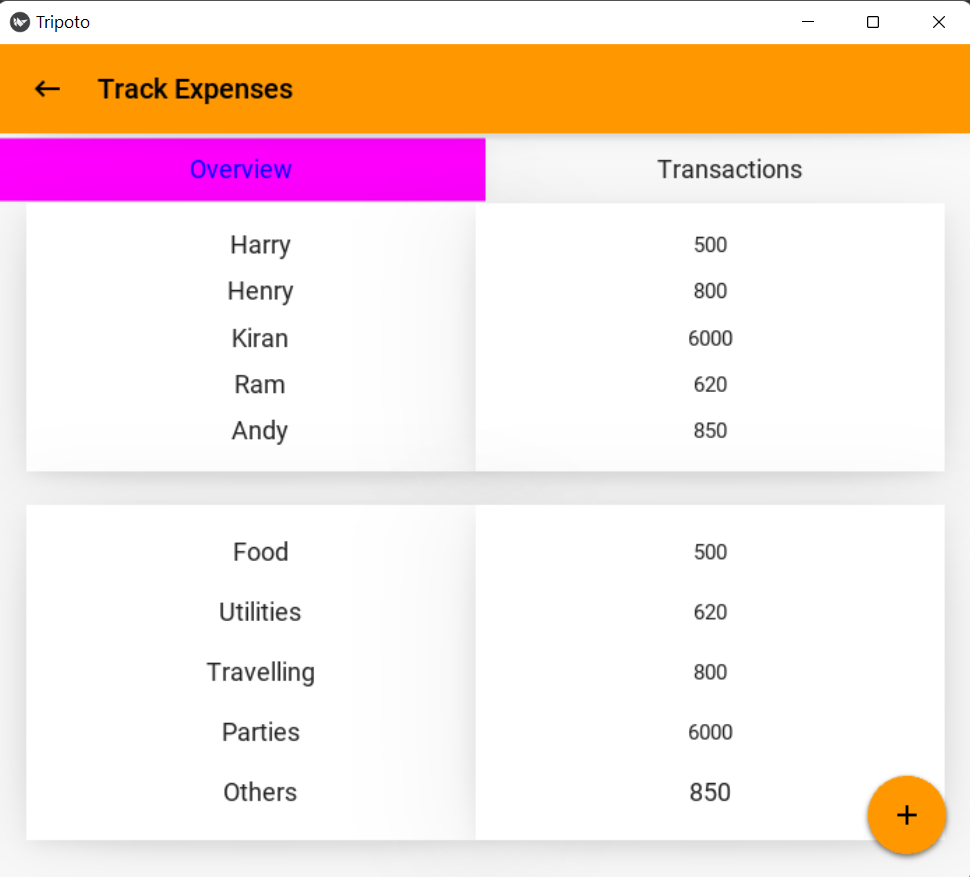 Tripoto
Track Expenses
Overview Transactions
Harry 500
Henry 800
Kiran 6000
Ram 620
Andy 850
Food 500
Utilities 620
Travelling 800
Parties 6000
Others 850
+